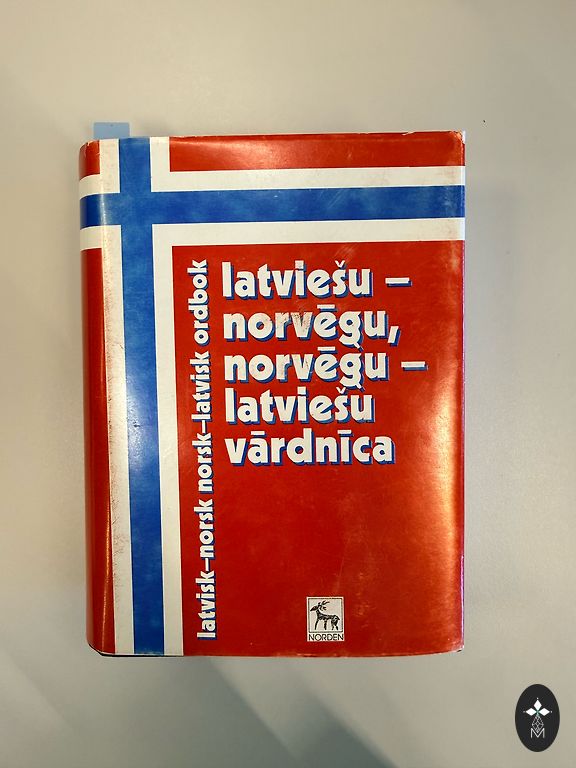 latviešu –
norvēģu,
norvēģu –
latviešu
vārdnīca
latvisk–norsk norsk–latvisk ordbok
NORDEN
M